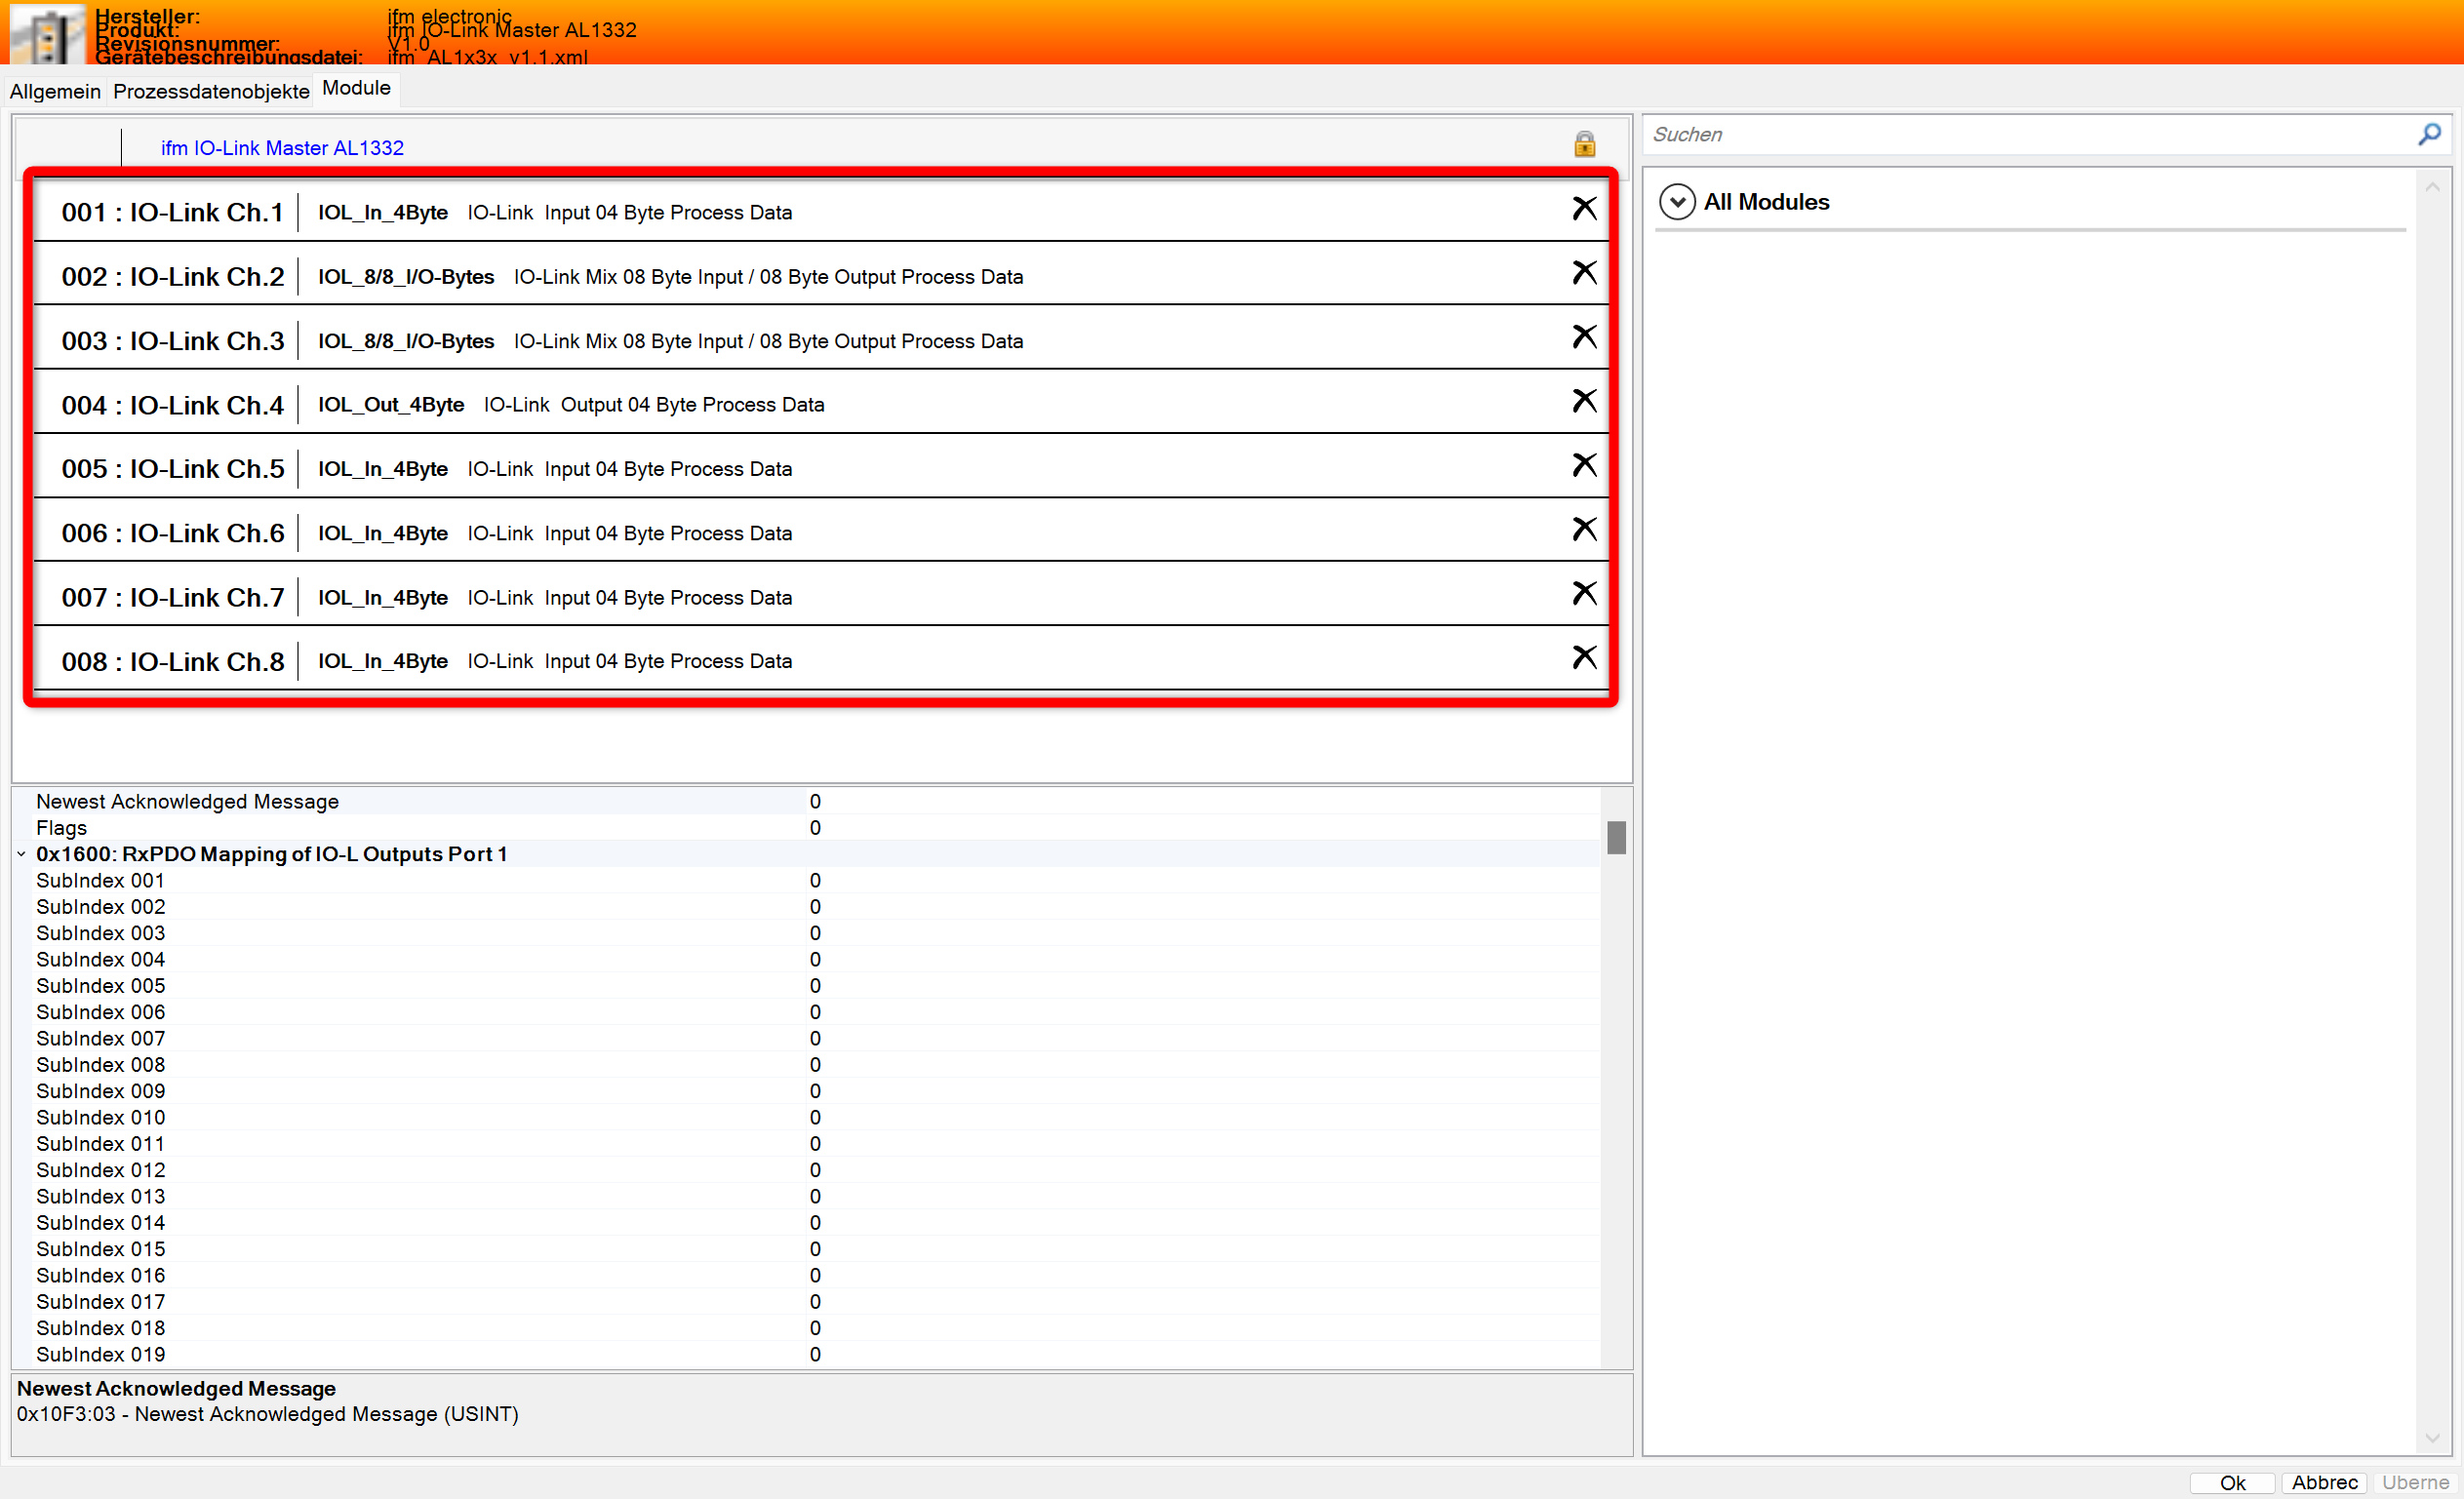 Hersteller: ifm electronic
Produkt: ifm IO-Link Master AL1332
Revisionsnummer: V1.0
Gerätebeschreibungsdatei: ifm_AL1x3x_v1.1.xml
Allgemein Prozessdatenobjekte Module
ifm IO-Link Master AL1332
001 : IO-Link Ch.1 IOL_In_4Byte IO-Link Input 04 Byte Process Data
002 : IO-Link Ch.2 IOL_8/8_I/O-Bytes IO-Link Mix 08 Byte Input / 08 Byte Output Process Data
003 : IO-Link Ch.3 IOL_8/8_I/O-Bytes IO-Link Mix 08 Byte Input / 08 Byte Output Process Data
004 : IO-Link Ch.4 IOL_Out_4Byte IO-Link Output 04 Byte Process Data
005 : IO-Link Ch.5 IOL_In_4Byte IO-Link Input 04 Byte Process Data
006 : IO-Link Ch.6 IOL_In_4Byte IO-Link Input 04 Byte Process Data
007 : IO-Link Ch.7 IOL_In_4Byte IO-Link Input 04 Byte Process Data
008 : IO-Link Ch.8 IOL_In_4Byte IO-Link Input 04 Byte Process Data
Newest Acknowledged Message 0
Flags 0
0x1600: RxPDO Mapping of IO-L Outputs Port 1
SubIndex 001 0
SubIndex 002 0
SubIndex 003 0
SubIndex 004 0
SubIndex 005 0
SubIndex 006 0
SubIndex 007 0
SubIndex 008 0
SubIndex 009 0
SubIndex 010 0
SubIndex 011 0
SubIndex 012 0
SubIndex 013 0
SubIndex 014 0
SubIndex 015 0
SubIndex 016 0
SubIndex 017 0
SubIndex 018 0
SubIndex 019 0
Newest Acknowledged Message
0x10F3:03 - Newest Acknowledged Message (USINT)
Suchen
All Modules
Ok Abbrec Überne